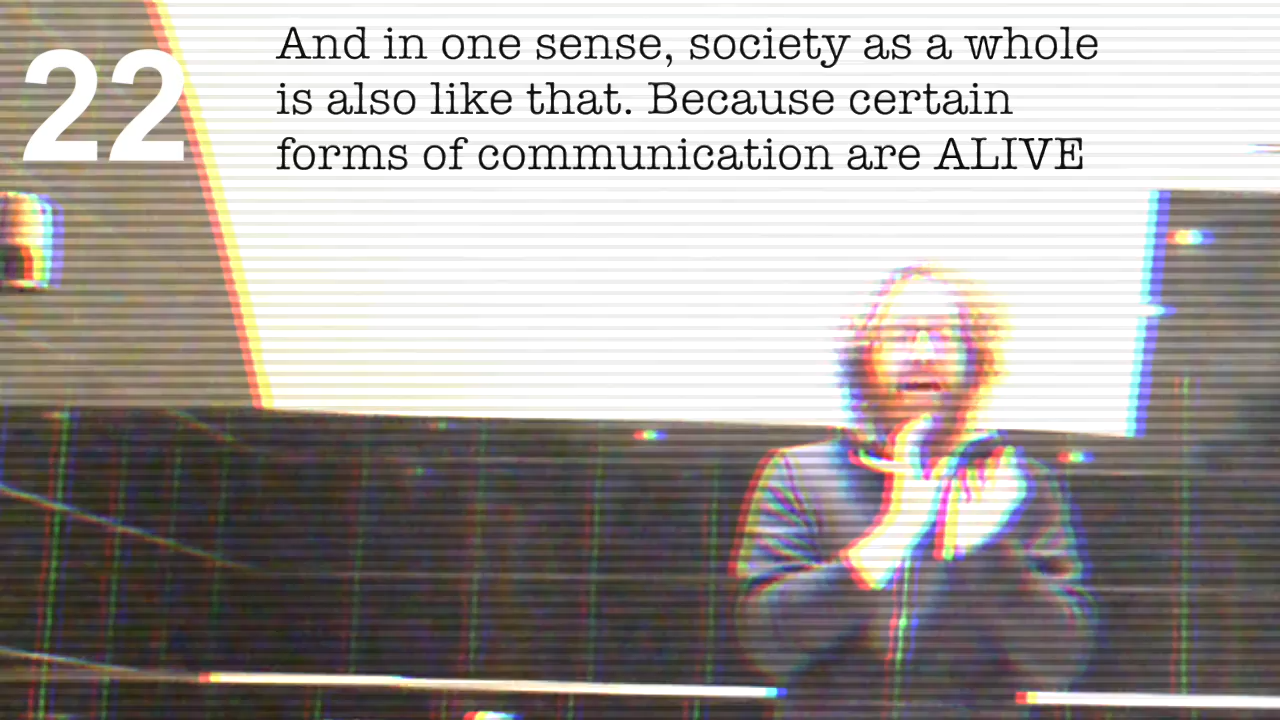 22
And in one sense, society as a whole
is also like that. Because certain
forms of communication are ALIVE